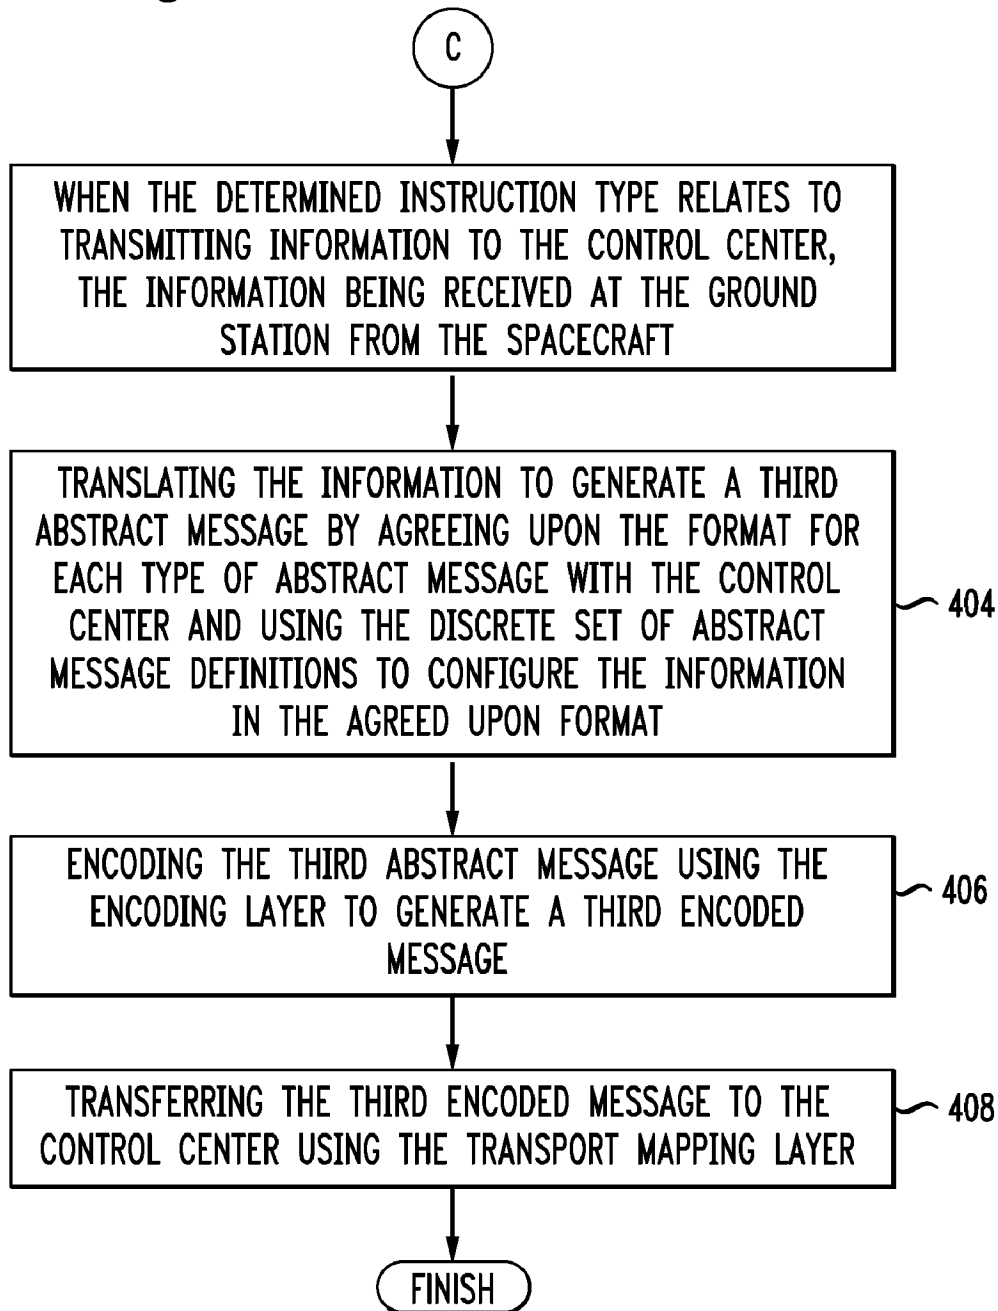 C
WHEN THE DETERMINED INSTRUCTION TYPE RELATES TO
TRANSMITTING INFORMATION TO THE CONTROL CENTER,
THE INFORMATION BEING RECEIVED AT THE GROUND
STATION FROM THE SPACECRAFT
TRANSLATING THE INFORMATION TO GENERATE A THIRD
ABSTRACT MESSAGE BY AGREEING UPON THE FORMAT FOR
EACH TYPE OF ABSTRACT MESSAGE WITH THE CONTROL
CENTER AND USING THE DISCRETE SET OF ABSTRACT
MESSAGE DEFINITIONS TO CONFIGURE THE INFORMATION
IN THE AGREED UPON FORMAT
404
ENCODING THE THIRD ABSTRACT MESSAGE USING THE
ENCODING LAYER TO GENERATE A THIRD ENCODED
MESSAGE
406
TRANSFERRING THE THIRD ENCODED MESSAGE TO THE
CONTROL CENTER USING THE TRANSPORT MAPPING LAYER
408
FINISH